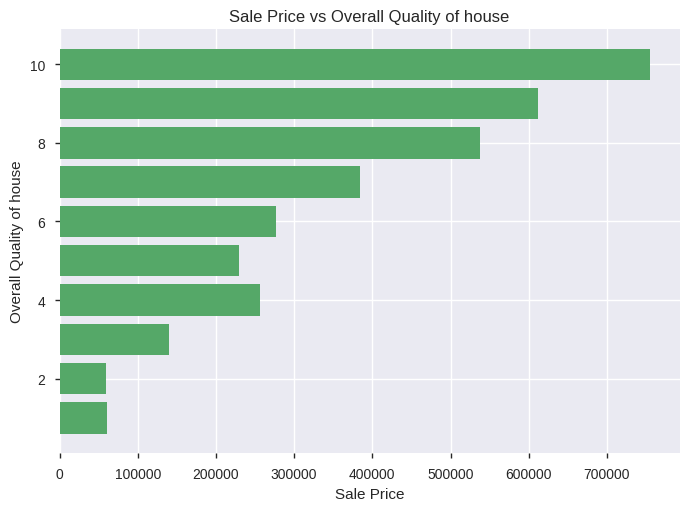 Sale Price vs Overall Quality of house
Overall Quality of house
10
8
6
4
2
0 100000 200000 300000 400000 500000 600000 700000
Sale Price